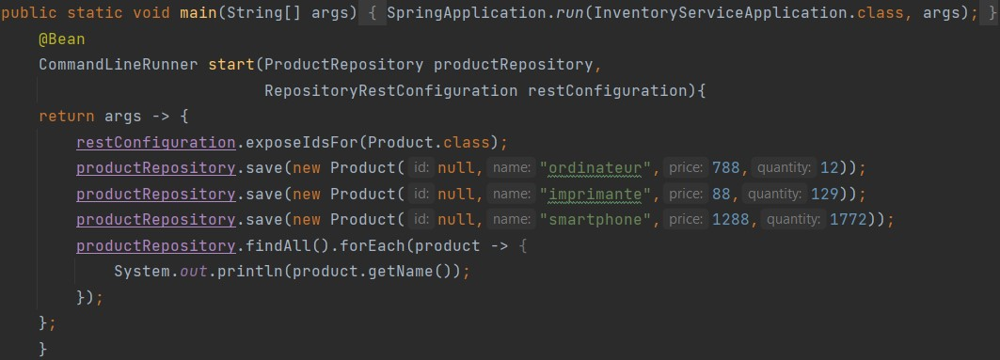 public static void main(String[] args) { SpringApplication.run(InventoryServiceApplication.class, args); }
@Bean
CommandLineRunner start(ProductRepository productRepository,
RepositoryRestConfiguration restConfiguration){
return args -> {
restConfiguration.exposeIdsFor(Product.class);
productRepository.save(new Product( id: null, name: "ordinateur", price: 788, quantity: 12));
productRepository.save(new Product( id: null, name: "imprimante", price: 88, quantity: 129));
productRepository.save(new Product( id: null, name: "smartphone", price: 1288, quantity: 1772));
productRepository.findAll().forEach(product -> {
System.out.println(product.getName());
});
};
}